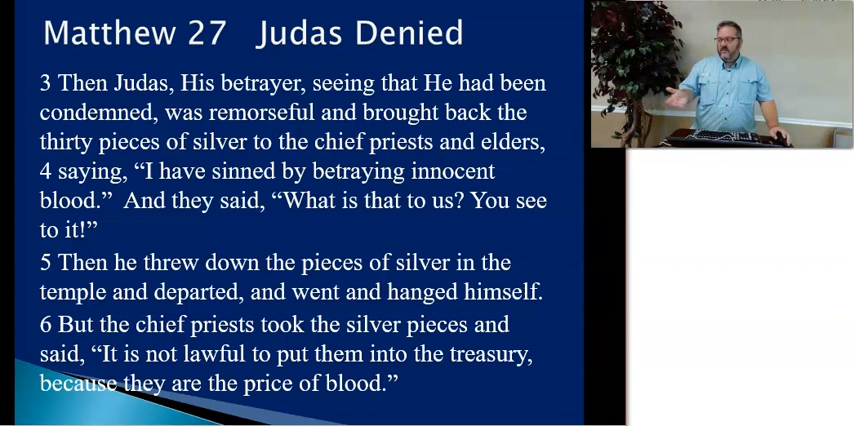 Matthew 27 Judas Denied
3 Then Judas, His betrayer, seeing that He had been
condemned, was remorseful and brought back the
thirty pieces of silver to the chief priests and elders,
4 saying, “I have sinned by betraying innocent
blood.” And they said, “What is that to us? You see
to it!”
5 Then he threw down the pieces of silver in the
temple and departed, and went and hanged himself.
6 But the chief priests took the silver pieces and
said, “It is not lawful to put them into the treasury,
because they are the price of blood.”